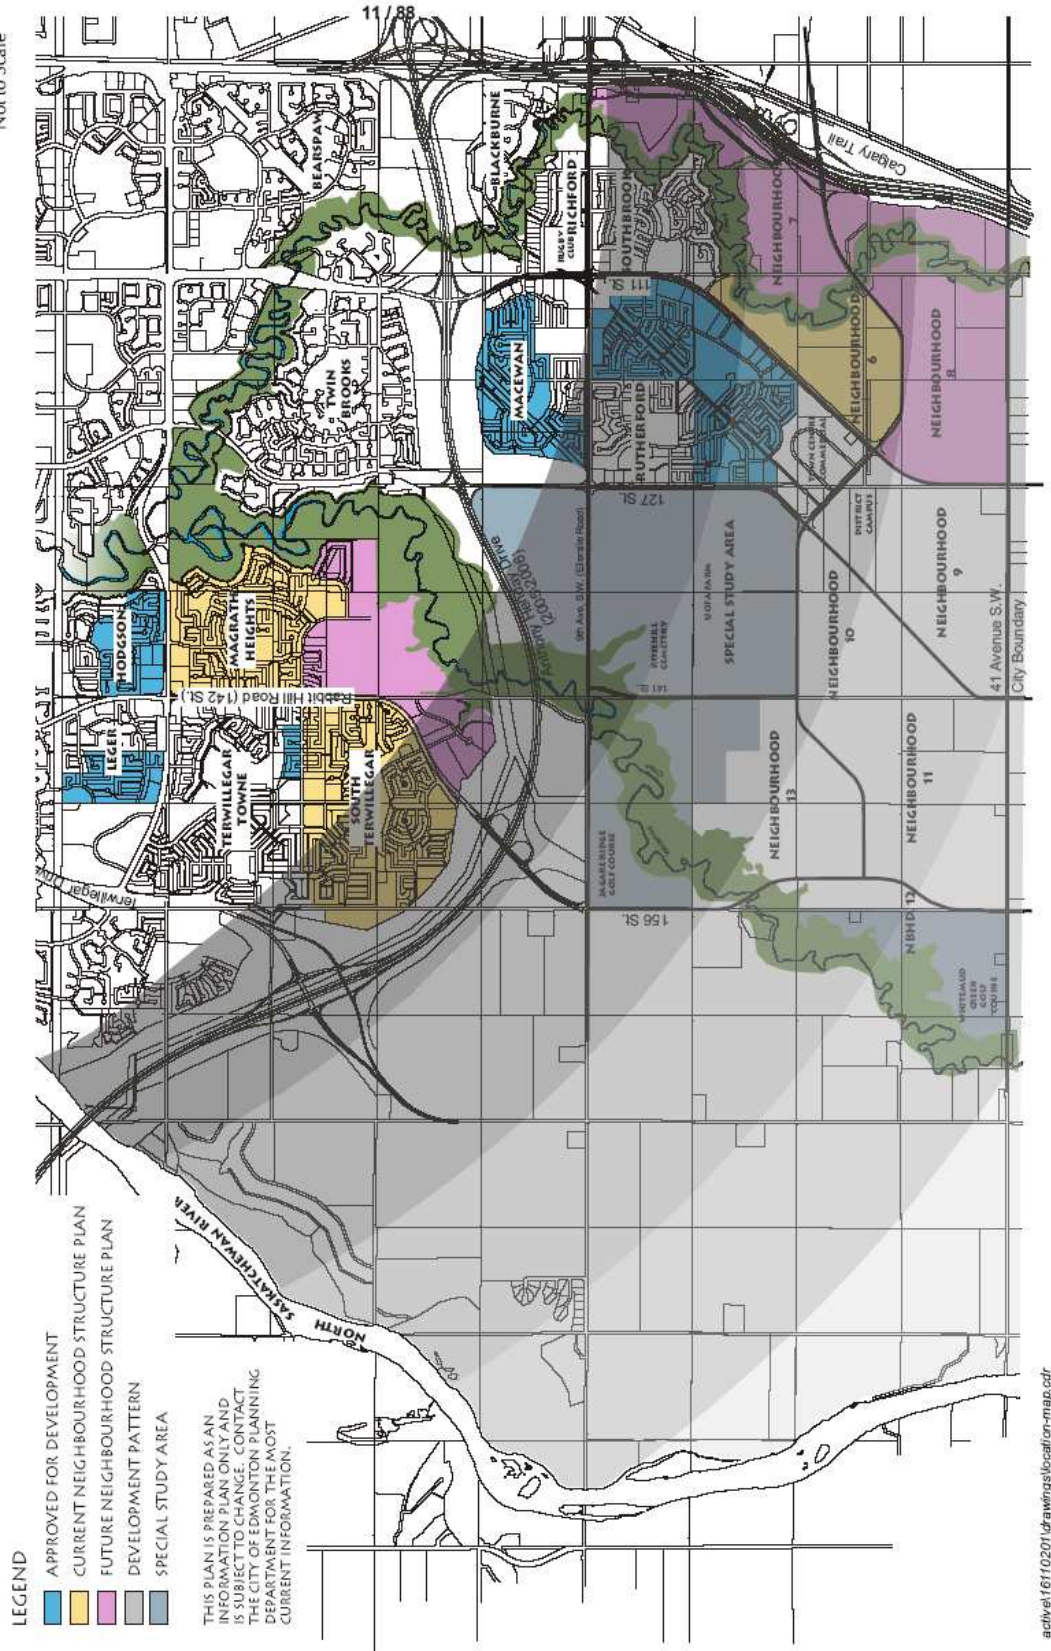 Not to Scale
11 / 88
LEGEND
APPROVED FOR DEVELOPMENT
CURRENT NEIGHBOURHOOD STRUCTURE PLAN
FUTURE NEIGHBOURHOOD STRUCTURE PLAN
DEVELOPMENT PATTERN
SPECIAL STUDY AREA
THIS PLAN IS PREPARED AS AN
INFORMATION PLAN ONLY AND
IS SUBJECT TO CHANGE. CONTACT
THE CITY OF EDMONTON PLANNING
DEPARTMENT FOR THE MOST
CURRENT INFORMATION.
NORTH
SASKATCHEWAN RIVER
Terwillegar Drive
LEGER
HODGSON
TERWILLEGAR
TOWNE
MAGRATH
HEIGHTS
Rabbit Hill Road (142 St.)
SOUTH
TERWILLEGAR
TWIN
BROOKS
BEARSPAW
BLACKBURNE
RUGBY
CLUB
RICHFORD
MACEWAN
Anthony Henday Drive
(2005/2006)
9th Ave. S.W. (Ellerslie Road)
SOUTHBROOK
111 St.
RUTHERFORD
127 St.
141 St.
156 St.
ROSEHILL
CEMETERY
U OF A FARM
SPECIAL STUDY AREA
JAGARE RIDGE
GOLF COURSE
TOWN CENTRE
COMMERCIAL
DISTRICT
CAMPUS
NEIGHBOURHOOD
7
NEIGHBOURHOOD
6
NEIGHBOURHOOD
8
NEIGHBOURHOOD
9
NEIGHBOURHOOD
10
NEIGHBOURHOOD
11
NBHD. 12
NEIGHBOURHOOD
13
WHITEMUD
CREEK
GOLF
COURSE
Calgary Trail
41 Avenue S.W.
City Boundary
active\16110201\drawings\location-map.cdr